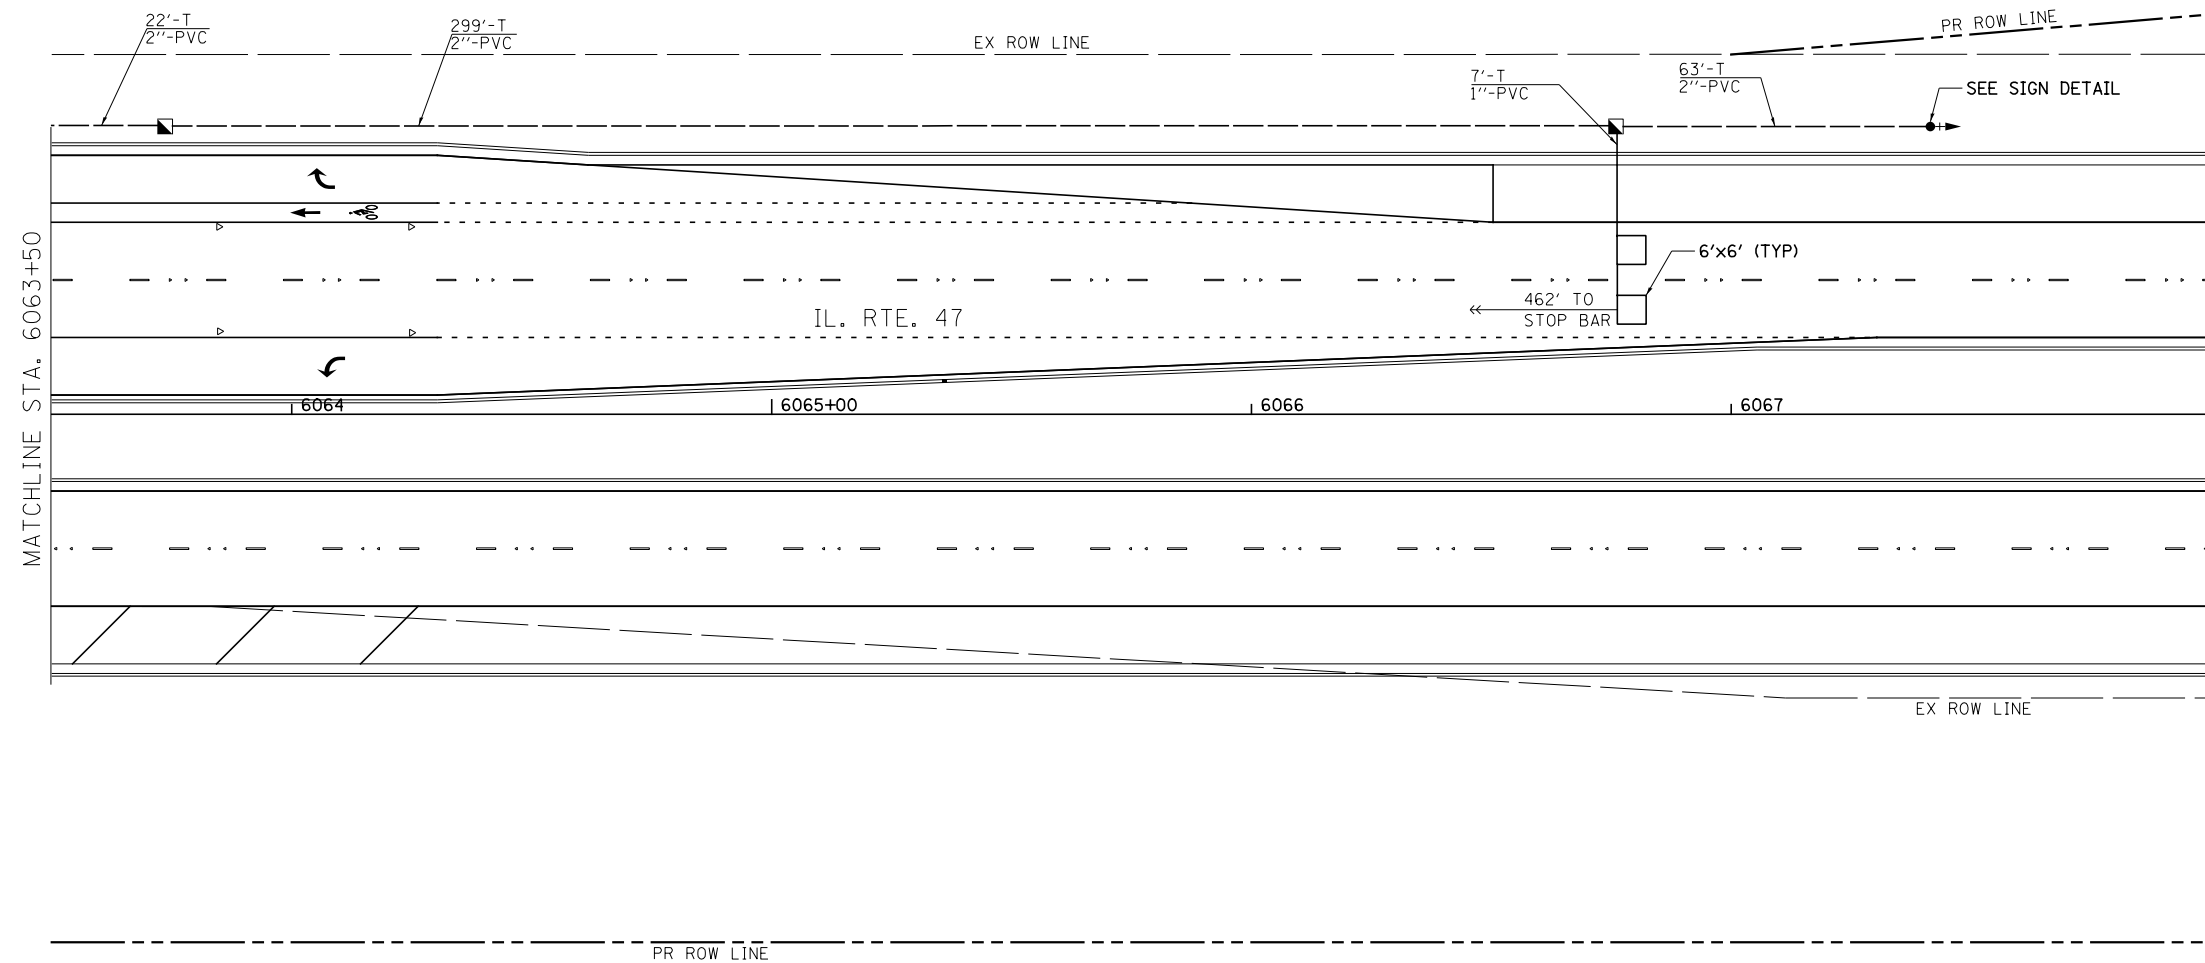 22'-T
2''-PVC
299'-T
2''-PVC
EX ROW LINE
PR ROW LINE
7'-T
1''-PVC
63'-T
2''-PVC
SEE SIGN DETAIL
6'x6' (TYP)
462' TO
STOP BAR
IL. RTE. 47
MATCHLINE STA. 6063+50
6064
6065+00
6066
6067
EX ROW LINE
PR ROW LINE